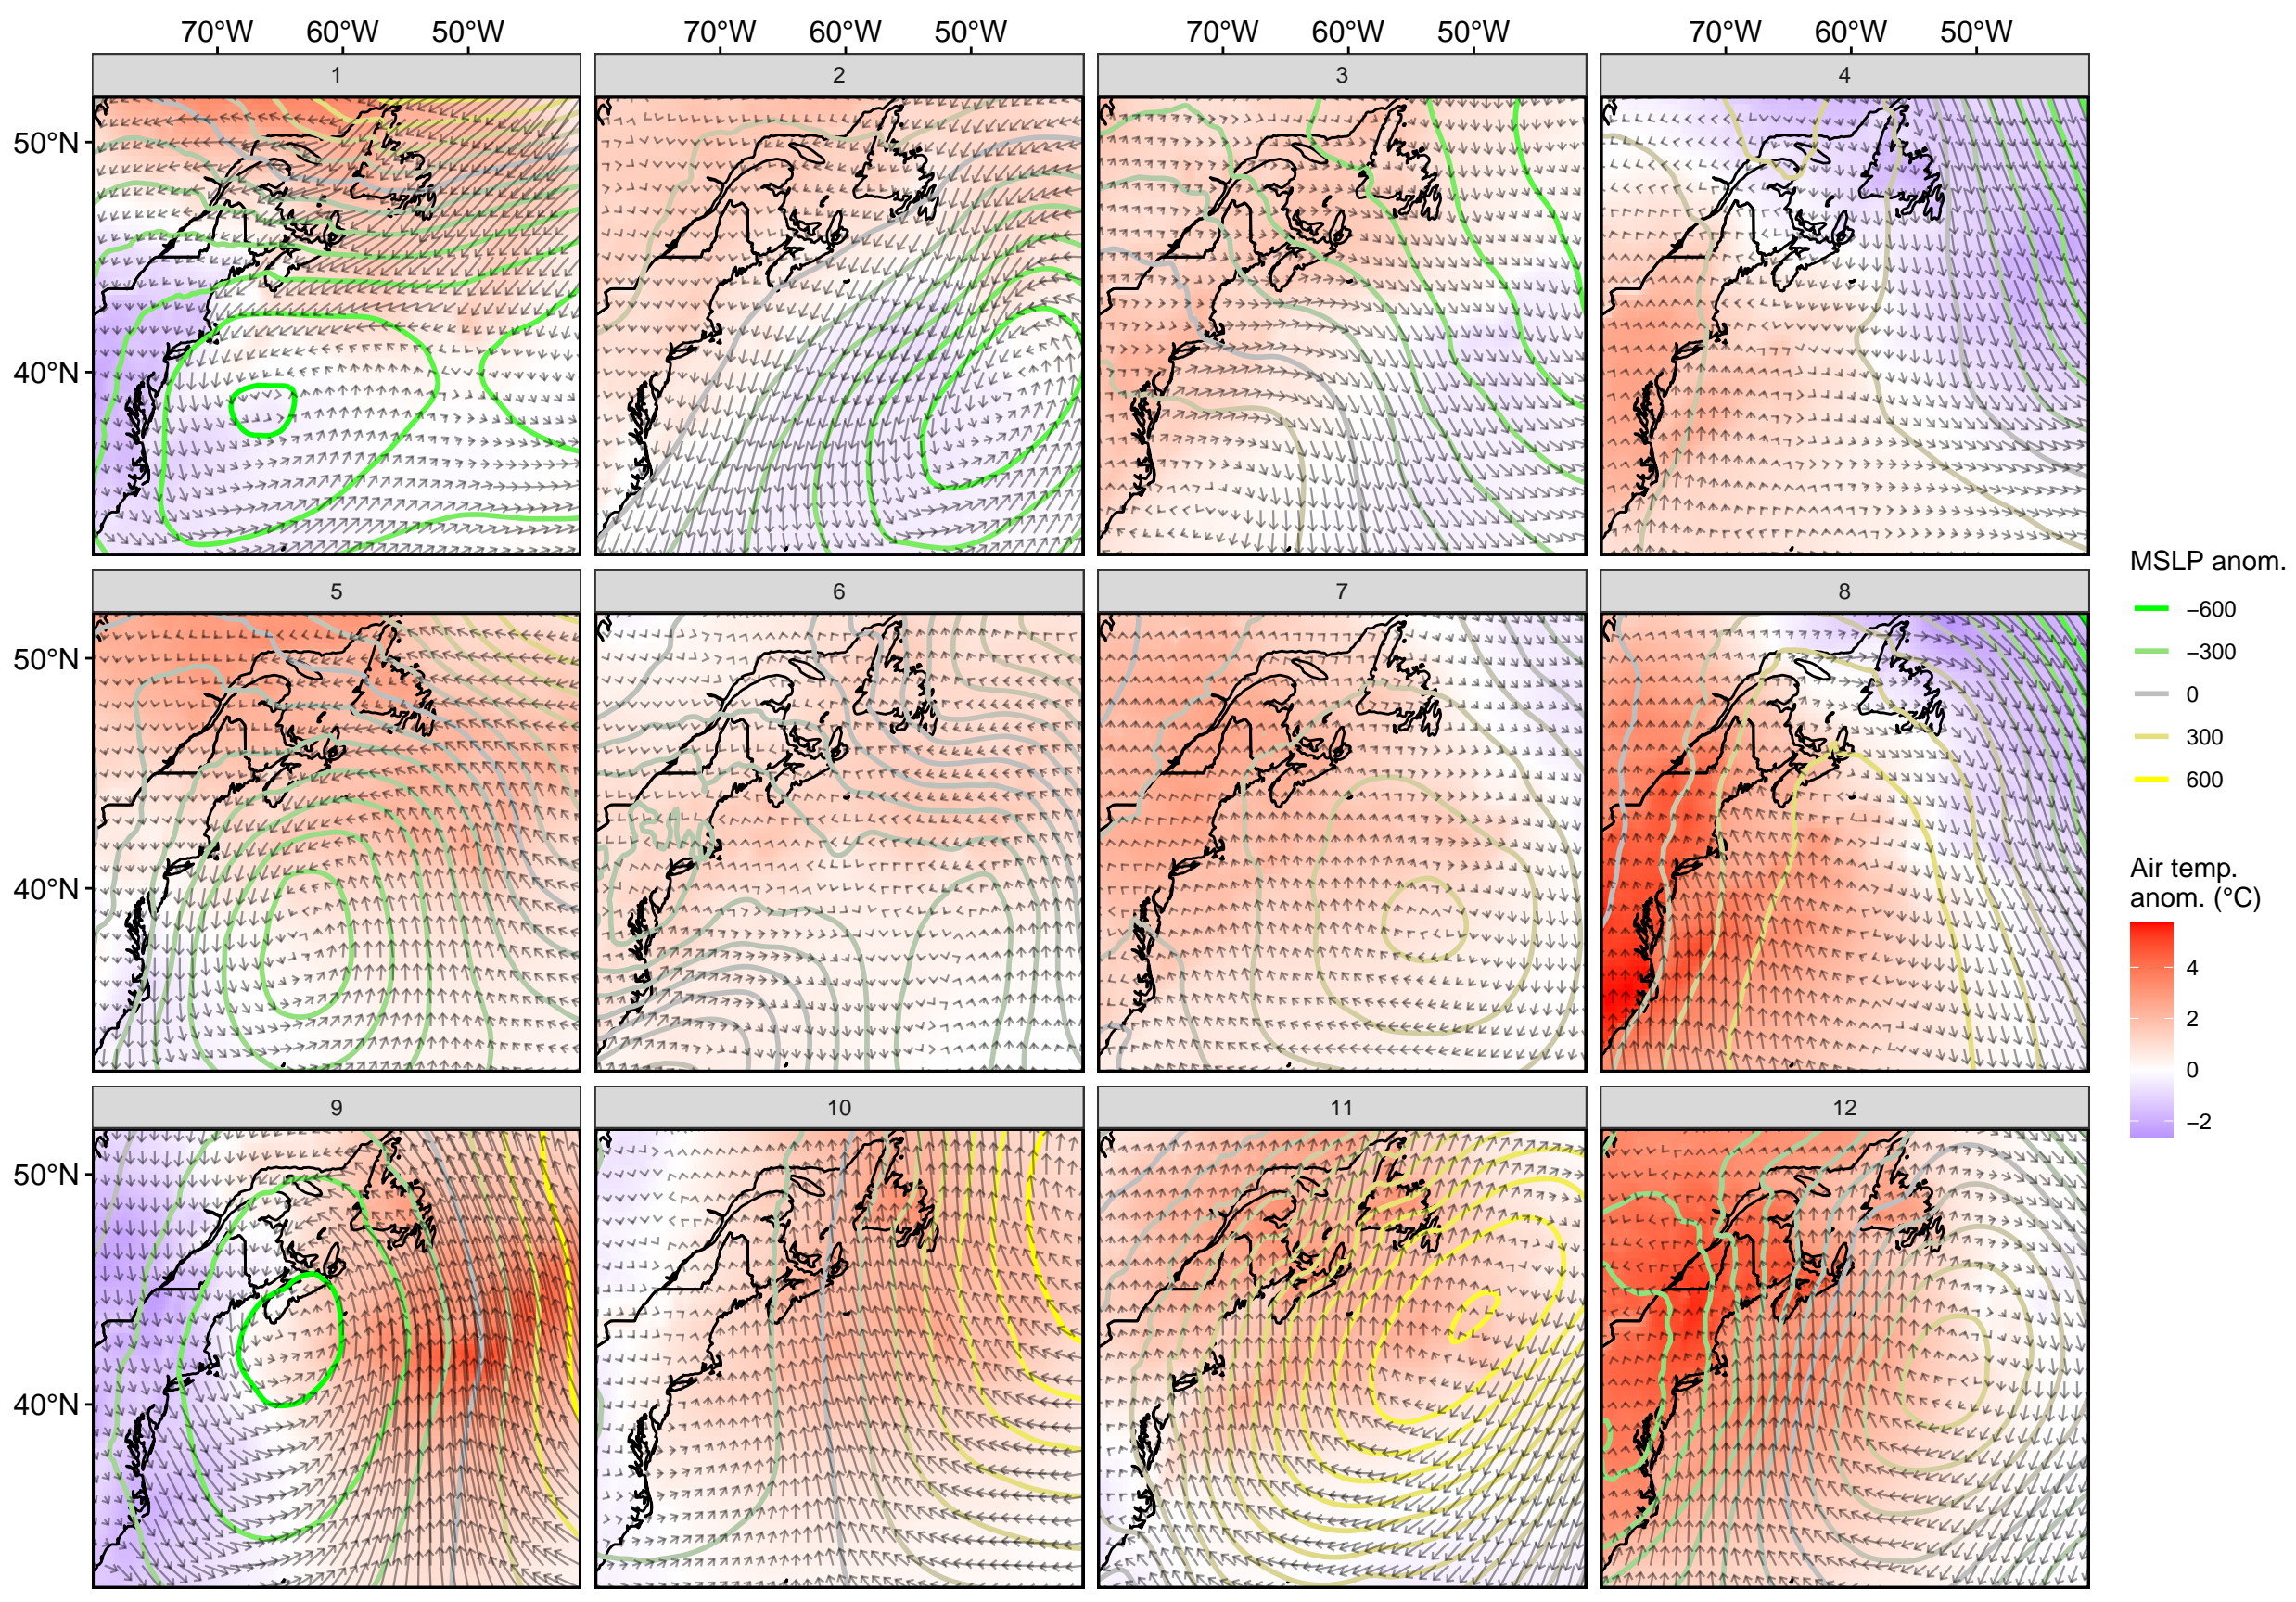 70°W 60°W 50°W 70°W 60°W 50°W 70°W 60°W 50°W 70°W 60°W 50°W
1 2 3 4
50°N
40°N
5 6 7 8
50°N
40°N
9 10 11 12
50°N
40°N
MSLP anom.
−600
−300
0
300
600
Air temp.
anom. (°C)
4
2
0
−2